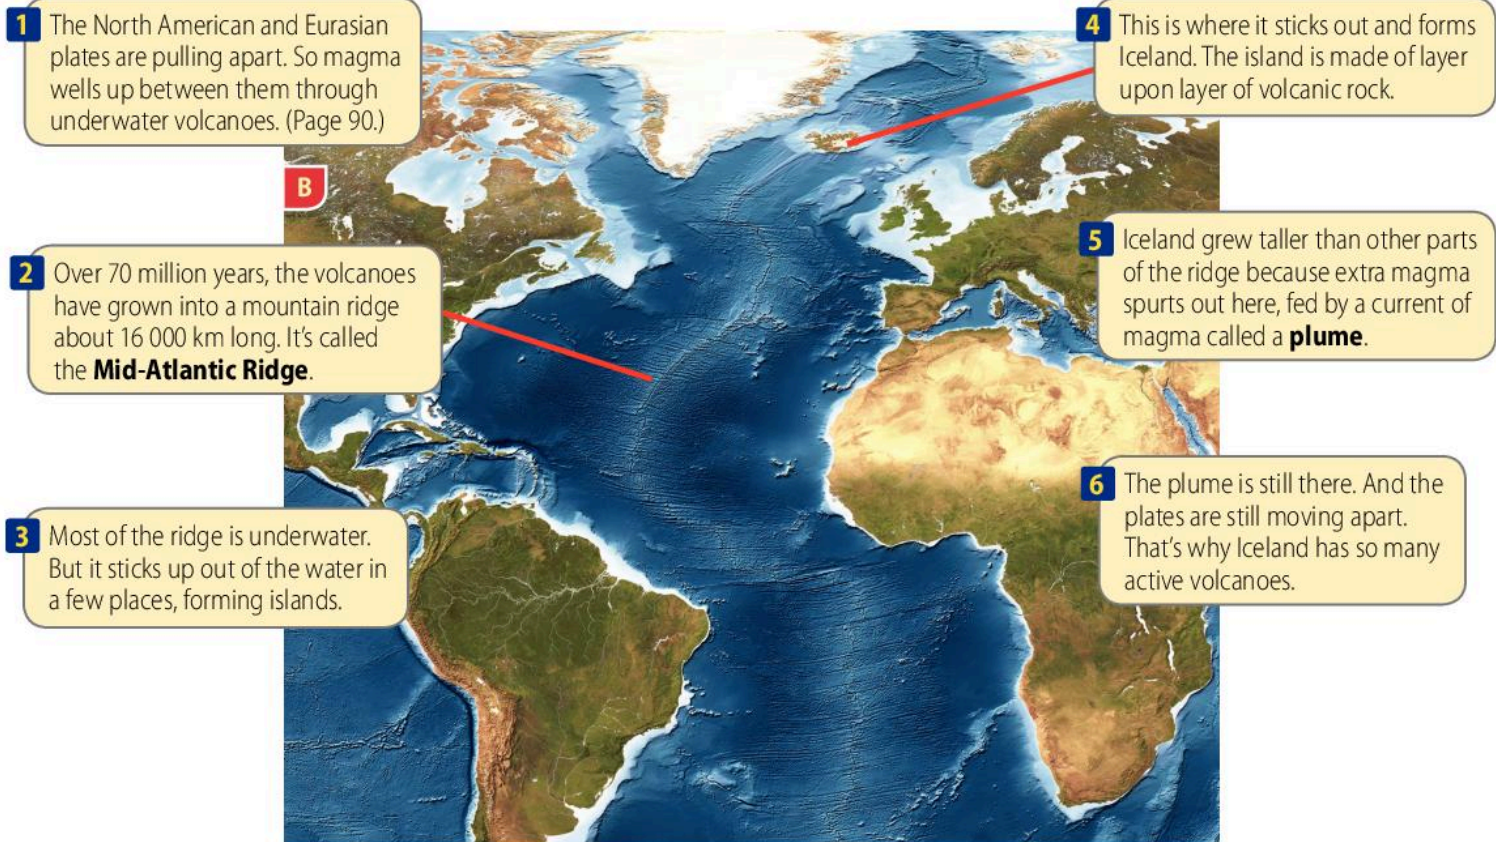 1 The North American and Eurasian
plates are pulling apart. So magma
wells up between them through
underwater volcanoes. (Page 90.)
B
2 Over 70 million years, the volcanoes
have grown into a mountain ridge
about 16 000 km long. It's called
the Mid-Atlantic Ridge.
3 Most of the ridge is underwater.
But it sticks up out of the water in
a few places, forming islands.
4 This is where it sticks out and forms
Iceland. The island is made of layer
upon layer of volcanic rock.
5 Iceland grew taller than other parts
of the ridge because extra magma
spurts out here, fed by a current of
magma called a plume.
6 The plume is still there. And the
plates are still moving apart.
That's why Iceland has so many
active volcanoes.